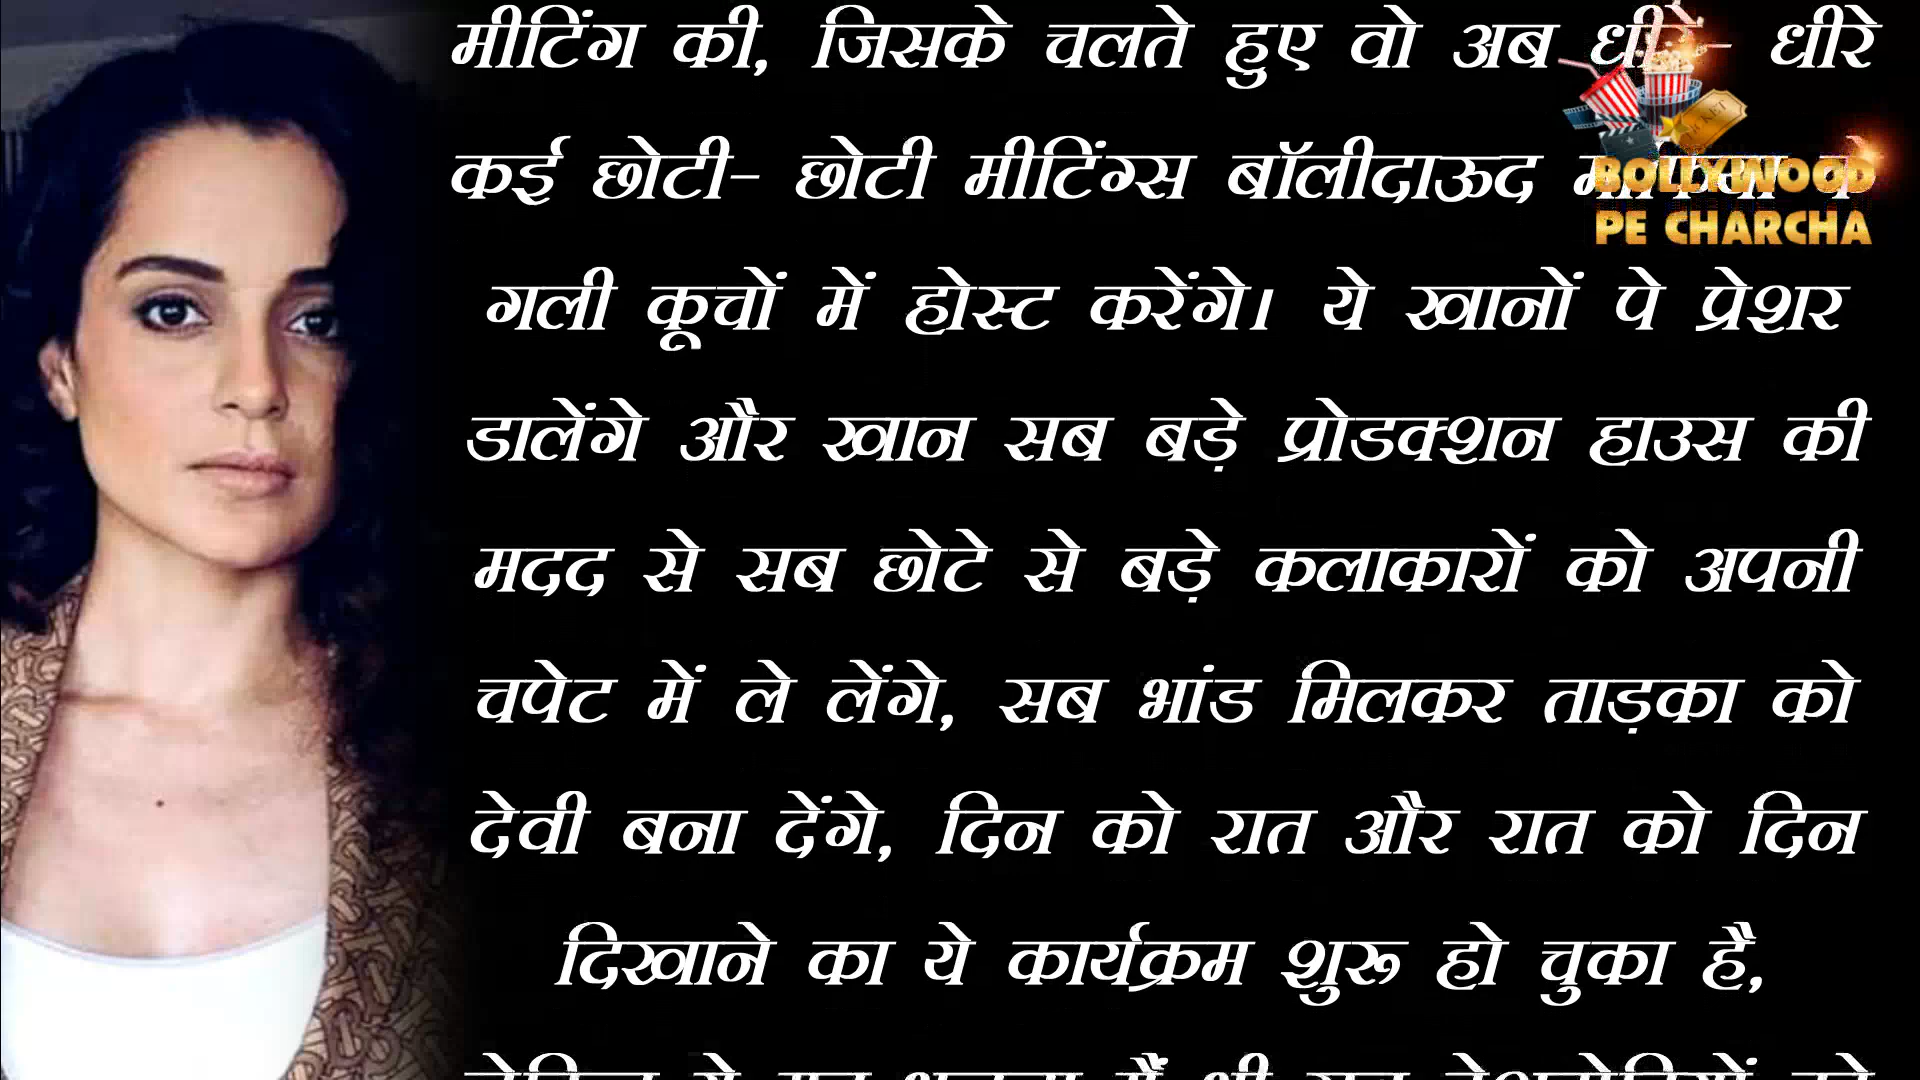 मीटिंग की, जिसके चलते हुए वो अब धीरे- धीरे
कई छोटी- छोटी मीटिंग्स बॉलीदाऊद
BOLLYWOOD
PE CHARCHA
गली कूचों में होस्ट करेंगे। ये खानों पे प्रेशर
डालेंगे और खान सब बड़े प्रोडक्शन हाउस की
मदद से सब छोटे से बड़े कलाकारों को अपनी
चपेट में ले लेंगे, सब भांड मिलकर ताड़का को
देवी बना देंगे, दिन को रात और रात को दिन
दिखाने का ये कार्यक्रम शुरू हो चुका है,